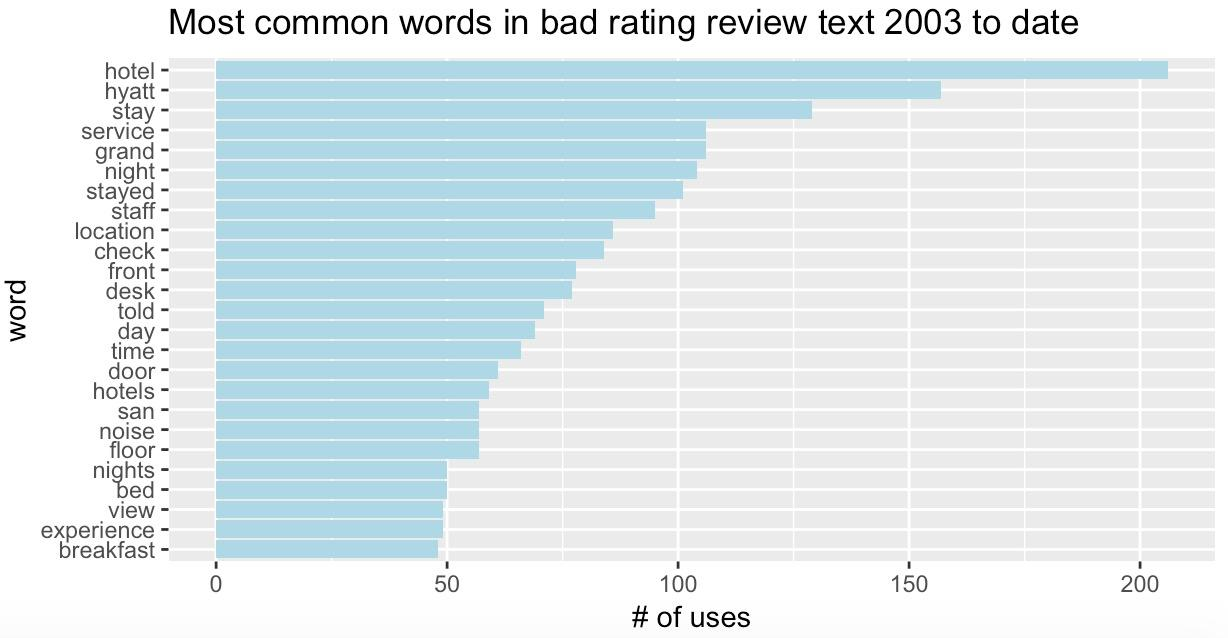 Most common words in bad rating review text 2003 to date
hotel
hyatt
stay
service
grand
night
stayed
staff
location
check
front
desk
told
day
time
door
hotels
san
noise
floor
nights
bed
view
experience
breakfast
word
0 50 100 150 200
# of uses